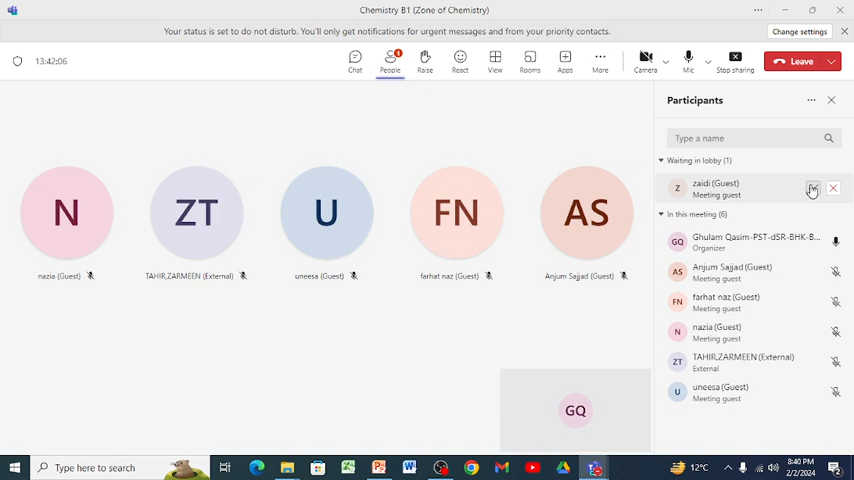 Chemistry B1 (Zone of Chemistry)
Your status is set to do not disturb. You'll only get notifications for urgent messages and from your priority contacts.
Change settings
13:42:06
1
Chat
People
Raise
React
View
Rooms
Apps
More
Camera
Mic
Stop sharing
Leave
Participants
Type a name
Waiting in lobby (1)
Z
zaidi (Guest)
Meeting guest
In this meeting (6)
GQ
Ghulam Qasim-PST-dSR-BHK-B...
Organizer
AS
Anjum Sajjad (Guest)
Meeting guest
FN
farhat naz (Guest)
Meeting guest
N
nazia (Guest)
Meeting guest
ZT
TAHIR,ZARMEEN (External)
External
U
uneesa (Guest)
Meeting guest
N
ZT
U
FN
AS
nazia (Guest)
TAHIR,ZARMEEN (External)
uneesa (Guest)
farhat naz (Guest)
Anjum Sajjad (Guest)
GQ
Type here to search
12°C
8:40 PM
2/2/2024
2